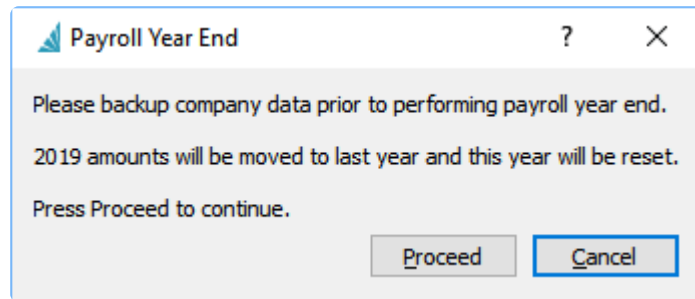 Payroll Year End
?
Please backup company data prior to performing payroll year end.
2019 amounts will be moved to last year and this year will be reset.
Press Proceed to continue.
Proceed Cancel